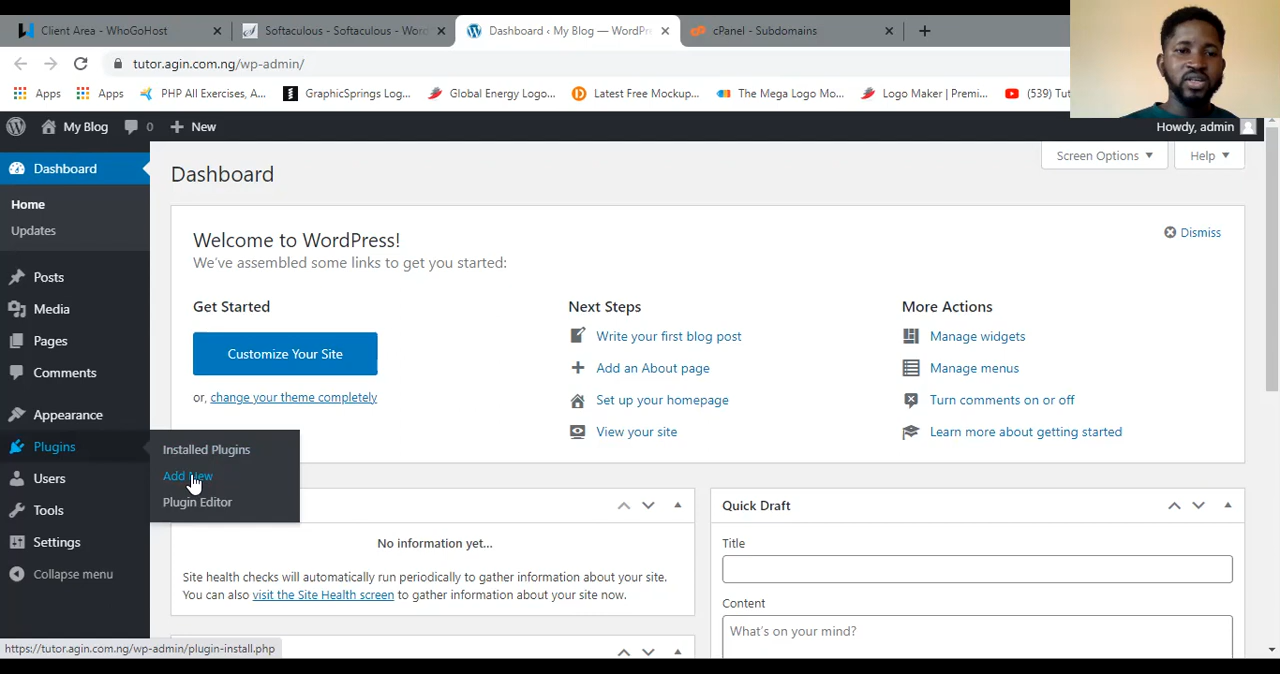 Client Area - WhoGoHost
Softaculous - Softaculous - Wor
Dashboard ‹ My Blog — WordPr
cPanel - Subdomains
tutor.agin.com.ng/wp-admin/
Apps
Apps
PHP All Exercises, A...
GraphicSprings Log...
Global Energy Logo...
Latest Free Mockup...
The Mega Logo Mo...
Logo Maker | Premi...
(539) Tut
My Blog
0
New
Howdy, admin
Dashboard
Home
Updates
Posts
Media
Pages
Comments
Appearance
Plugins
Users
Tools
Settings
Collapse menu
Installed Plugins
Add New
Plugin Editor
Dashboard
Screen Options
Help
Welcome to WordPress!
We've assembled some links to get you started:
Dismiss
Get Started
Customize Your Site
or, change your theme completely
Next Steps
Write your first blog post
Add an About page
Set up your homepage
View your site
More Actions
Manage widgets
Manage menus
Turn comments on or off
Learn more about getting started
No information yet...
Site health checks will automatically run periodically to gather information about your site.
You can also visit the Site Health screen to gather information about your site now.
Quick Draft
Title
Content
What's on your mind?
https://tutor.agin.com.ng/wp-admin/plugin-install.php